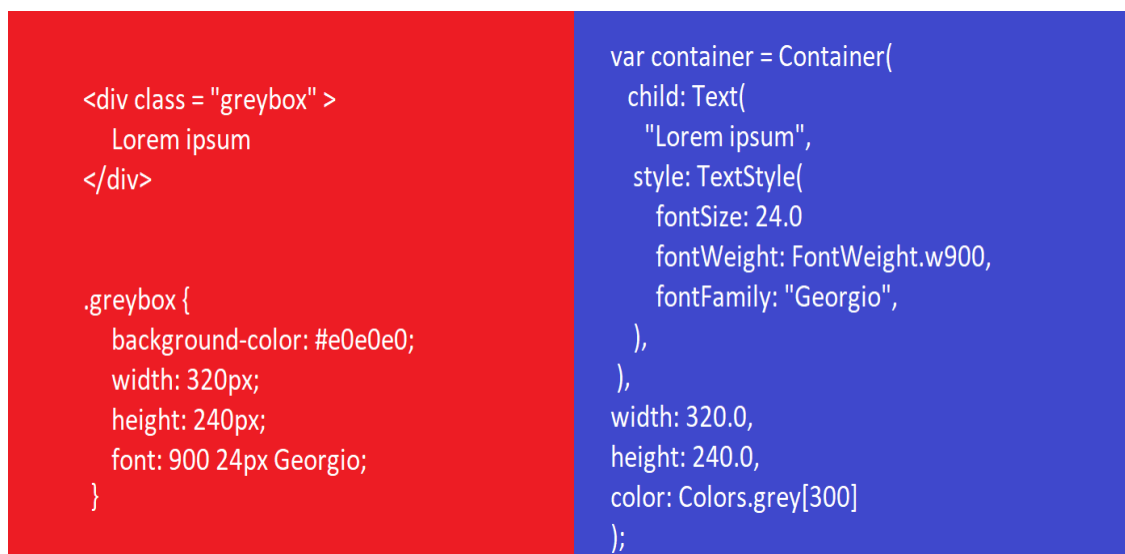 <div class = "greybox" >
Lorem ipsum
</div>
.greybox {
background-color: #e0e0e0;
width: 320px;
height: 240px;
font: 900 24px Georgio;
}
var container = Container(
child: Text(
"Lorem ipsum",
style: TextStyle(
fontSize: 24.0
fontWeight: FontWeight.w900,
fontFamily: "Georgio",
),
),
width: 320.0,
height: 240.0,
color: Colors.grey[300]
);